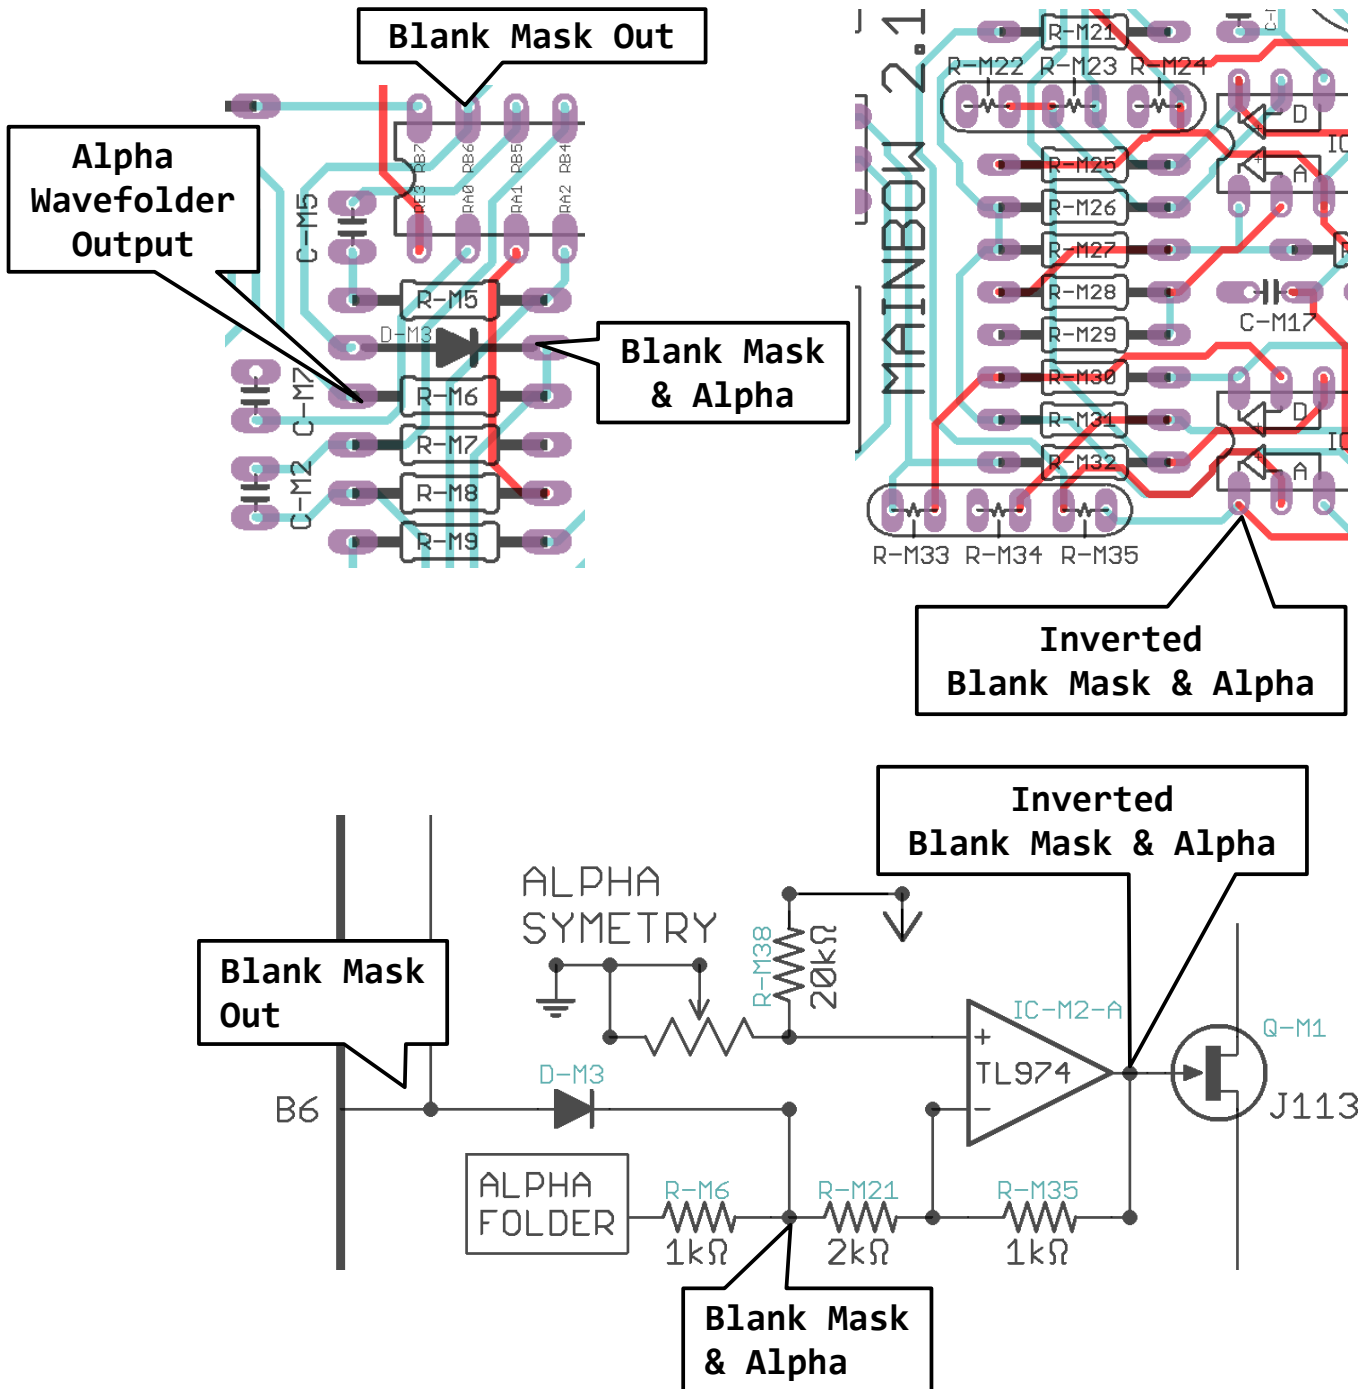 Blank Mask Out
Alpha
Wavefolder
Output
RB7
RB6
RB5
RB4
RE3
RA0
RA1
RA2
C-M5
R-M5
D-M3
Blank Mask
& Alpha
C-M7
R-M6
R-M7
C-M2
R-M8
R-M9
MAINBOW 2.1
R-M21
R-M22
R-M23
R-M24
R-M25
R-M26
R-M27
R-M28
R-M29
R-M30
R-M31
R-M32
R-M33
R-M34
R-M35
D
A
IC
C-M17
D
A
IC
Inverted
Blank Mask & Alpha
Inverted
Blank Mask & Alpha
ALPHA
SYMETRY
R-M38
20kΩ
Blank Mask
Out
IC-M2-A
TL974
+
−
Q-M1
J113
D-M3
B6
ALPHA
FOLDER
R-M6
1kΩ
R-M21
2kΩ
R-M35
1kΩ
Blank Mask
& Alpha